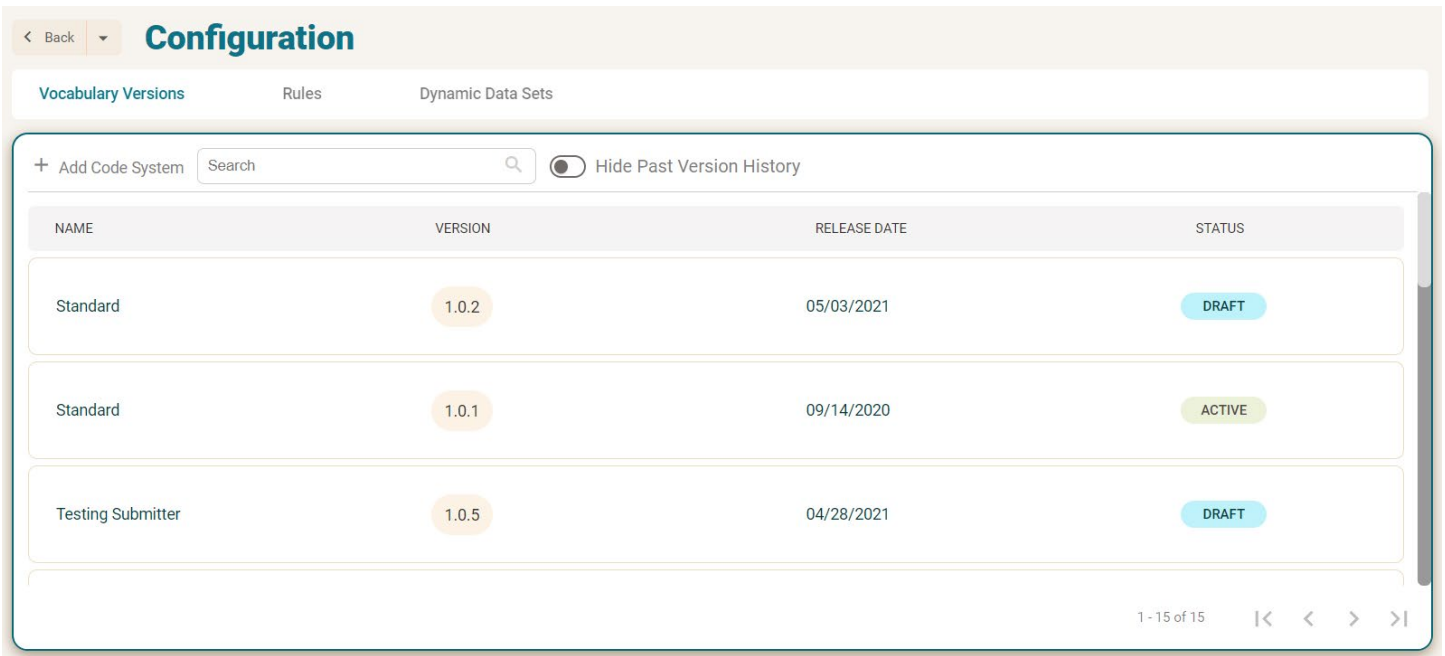 Back
Configuration
Vocabulary Versions Rules Dynamic Data Sets
+ Add Code System Search Hide Past Version History
NAME VERSION RELEASE DATE STATUS
Standard 1.0.2 05/03/2021 DRAFT
Standard 1.0.1 09/14/2020 ACTIVE
Testing Submitter 1.0.5 04/28/2021 DRAFT
1 - 15 of 15